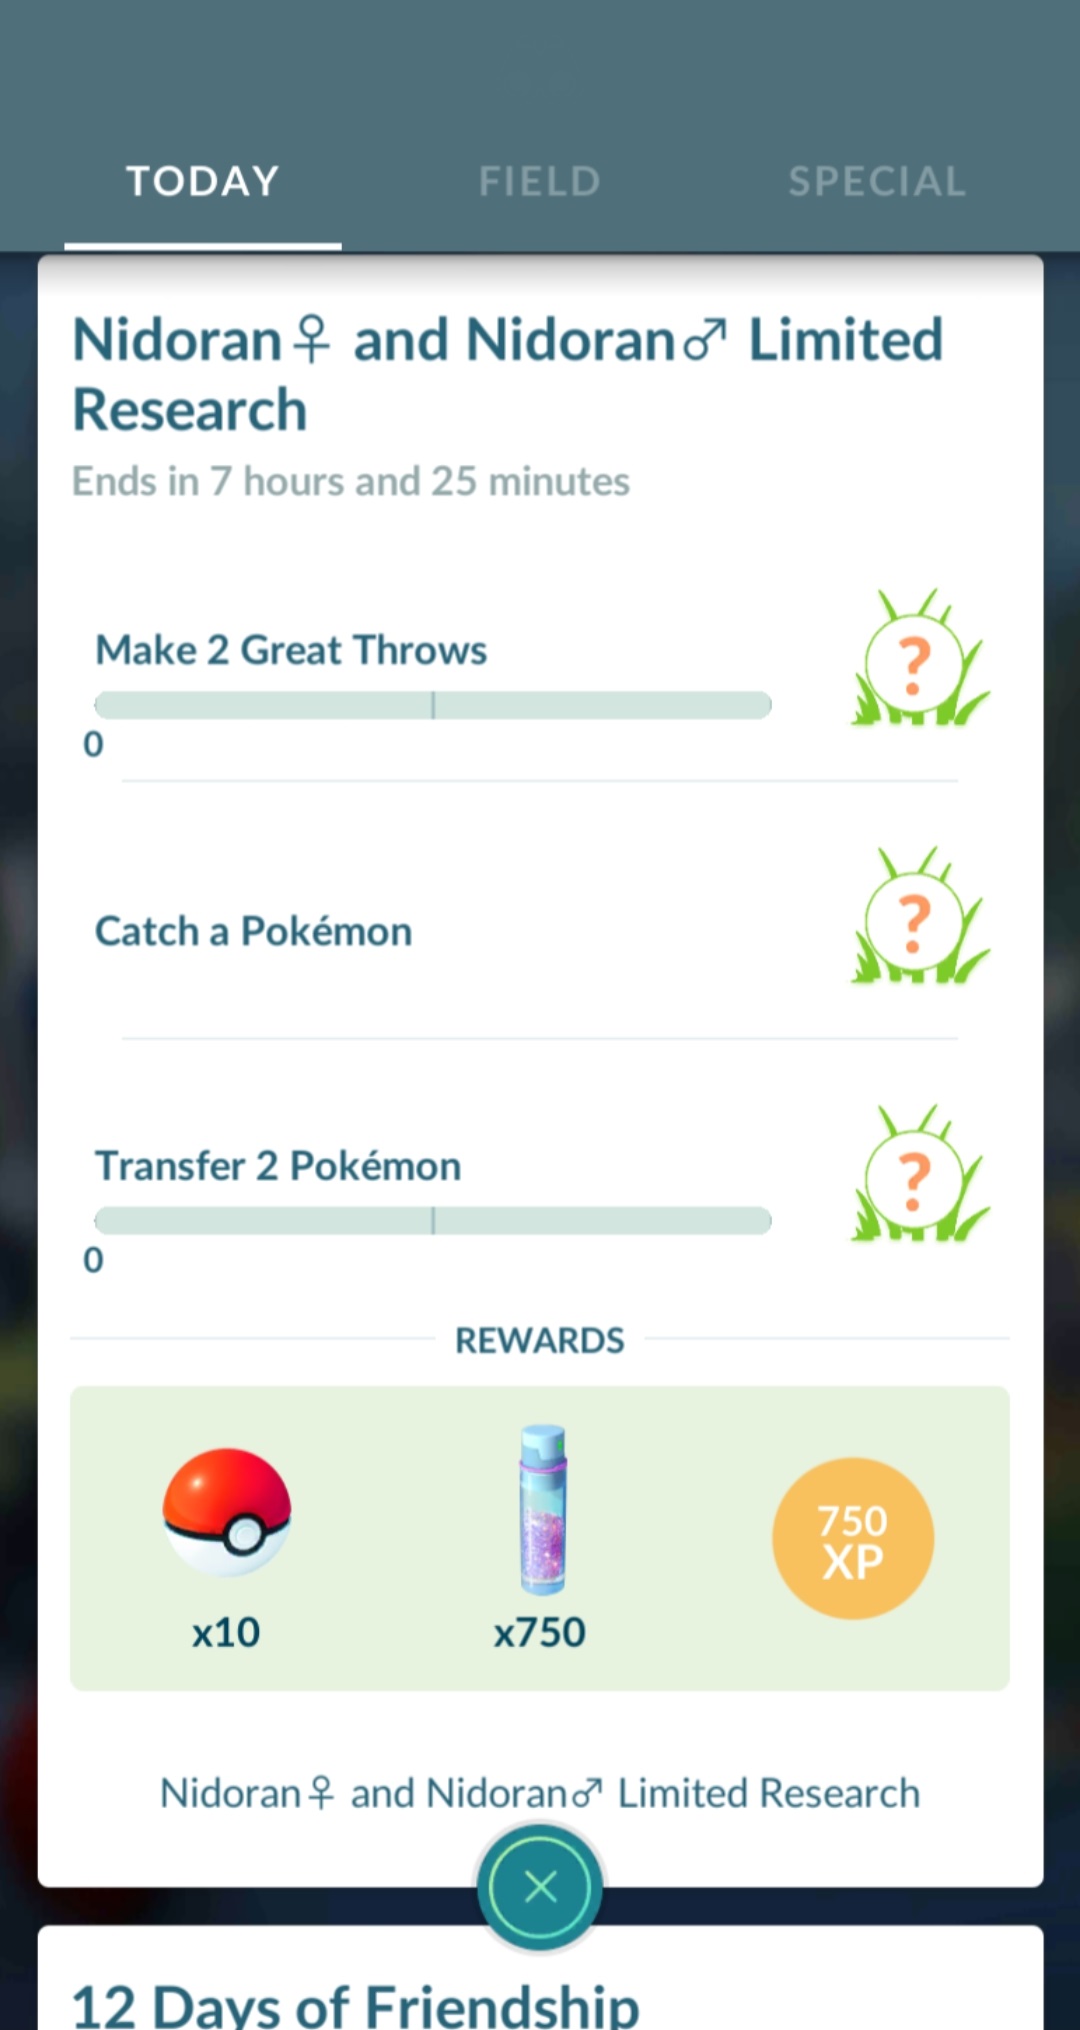 TODAY
FIELD
SPECIAL
Nidoran♀ and Nidoran♂ Limited
Research
Ends in 7 hours and 25 minutes
Make 2 Great Throws
?
0
Catch a Pokémon
?
Transfer 2 Pokémon
?
0
REWARDS
750
XP
x10
x750
Nidoran♀ and Nidoran♂ Limited Research
12 Days of Friendship